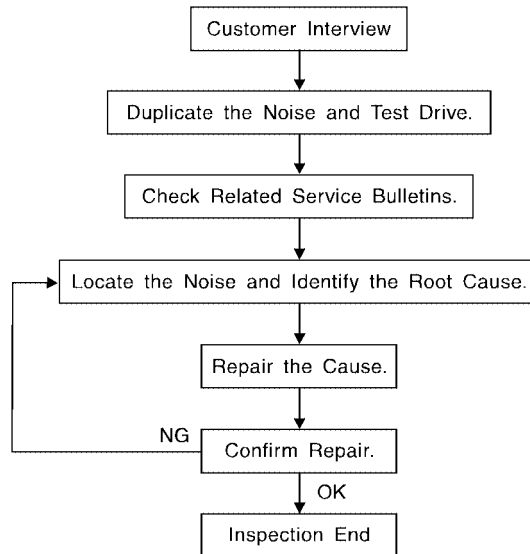 Customer Interview
Duplicate the Noise and Test Drive.
Check Related Service Bulletins.
Locate the Noise and Identify the Root Cause.
Repair the Cause.
NG
Confirm Repair.
OK
Inspection End